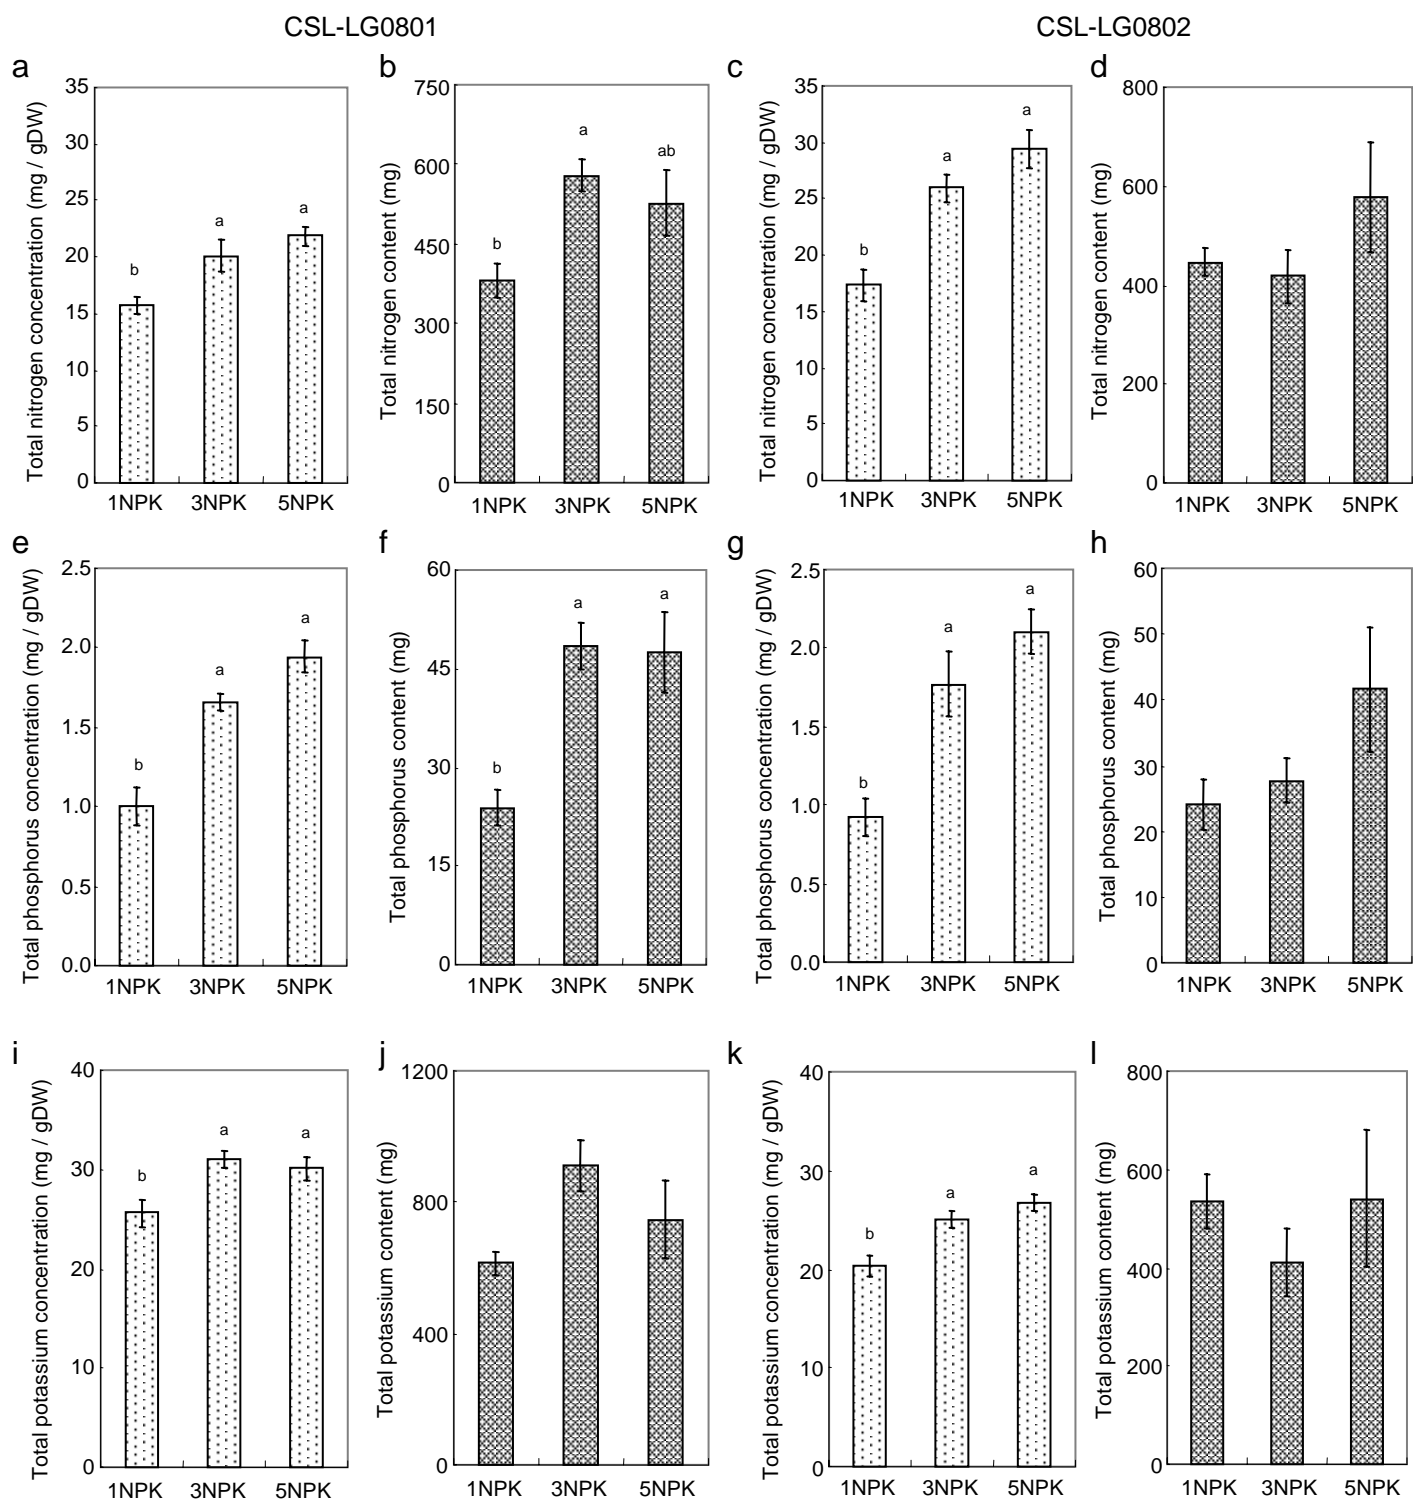 CSL-LG0801
CSL-LG0802
a
Total nitrogen concentration (mg / gDW)
35
30
25
20
15
10
5
0
b
a
a
1NPK 3NPK 5NPK
b
Total nitrogen content (mg)
750
600
450
300
150
0
b
a
ab
1NPK 3NPK 5NPK
c
Total nitrogen concentration (mg / gDW)
35
30
25
20
15
10
5
0
b
a
a
1NPK 3NPK 5NPK
d
Total nitrogen content (mg)
800
600
400
200
0
1NPK 3NPK 5NPK
e
Total phosphorus concentration (mg / gDW)
2.5
2.0
1.5
1.0
0.5
0.0
b
a
a
1NPK 3NPK 5NPK
f
Total phosphorus content (mg)
60
45
30
15
0
b
a
a
1NPK 3NPK 5NPK
g
Total phosphorus concentration (mg / gDW)
2.5
2.0
1.5
1.0
0.5
0.0
b
a
a
1NPK 3NPK 5NPK
h
Total phosphorus content (mg)
60
50
40
30
20
10
0
1NPK 3NPK 5NPK
i
Total potassium concentration (mg / gDW)
40
30
20
10
0
b
a
a
1NPK 3NPK 5NPK
j
Total potassium content (mg)
1200
800
400
0
1NPK 3NPK 5NPK
k
Total potassium concentration (mg / gDW)
40
30
20
10
0
b
a
a
1NPK 3NPK 5NPK
l
Total potassium content (mg)
800
600
400
200
0
1NPK 3NPK 5NPK